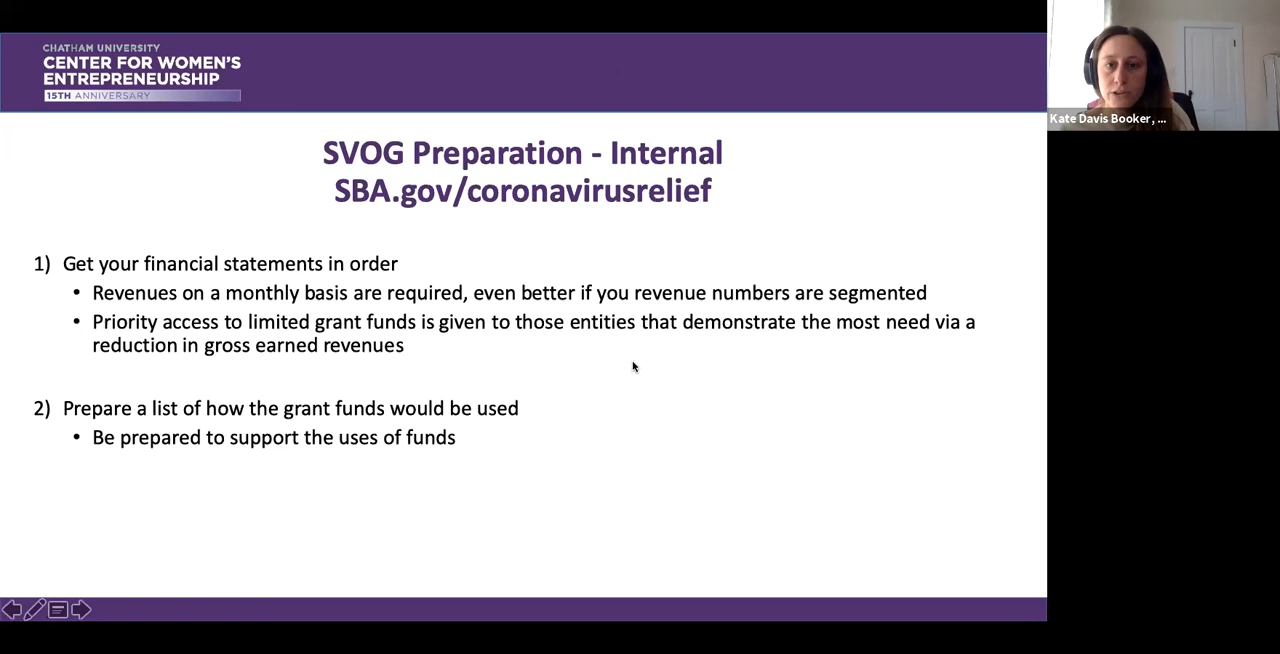 CHATHAM UNIVERSITY
CENTER FOR WOMEN'S
ENTREPRENEURSHIP
15TH ANNIVERSARY
Kate Davis Booker, ...
SVOG Preparation - Internal
SBA.gov/coronavirusrelief
1) Get your financial statements in order
• Revenues on a monthly basis are required, even better if you revenue numbers are segmented
• Priority access to limited grant funds is given to those entities that demonstrate the most need via a
reduction in gross earned revenues
2) Prepare a list of how the grant funds would be used
• Be prepared to support the uses of funds